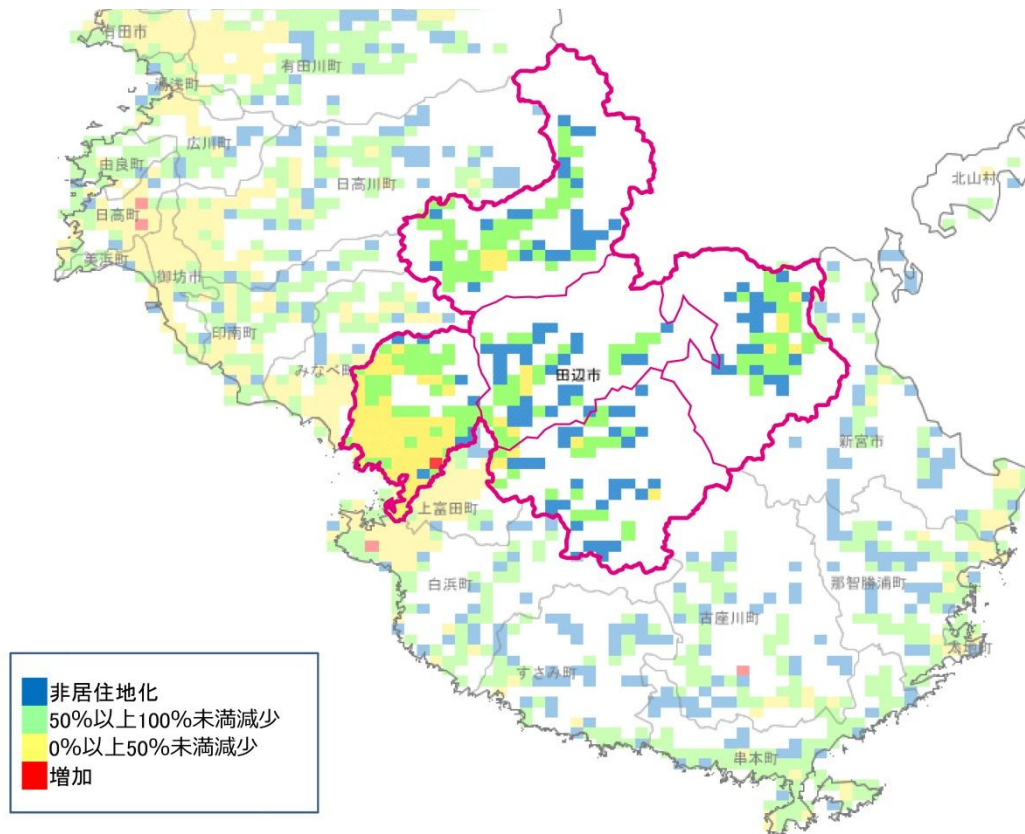 有田市
有田川町
湯浅町
広川町
由良町
日高川町
北山村
日高町
美浜町
御坊市
印南町
みなべ町
田辺市
新宮市
上富田町
白浜町
那智勝浦町
古座川町
太地町
すさみ町
串本町
非居住地化
50%以上100%未満減少
0%以上50%未満減少
増加